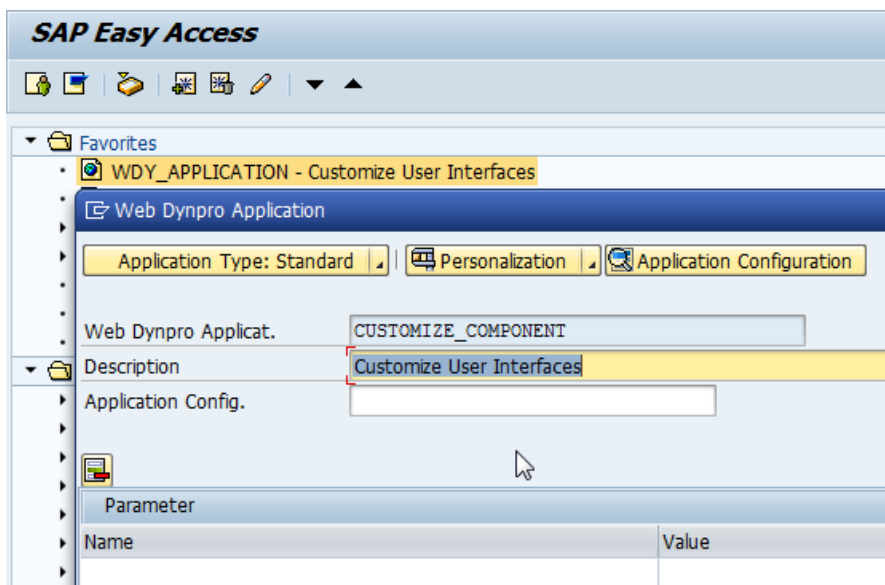 SAP Easy Access
Favorites
WDY_APPLICATION - Customize User Interfaces
Web Dynpro Application
Application Type: Standard Personalization Application Configuration
Web Dynpro Applicat. CUSTOMIZE_COMPONENT
Description Customize User Interfaces
Application Config.
Parameter
Name Value